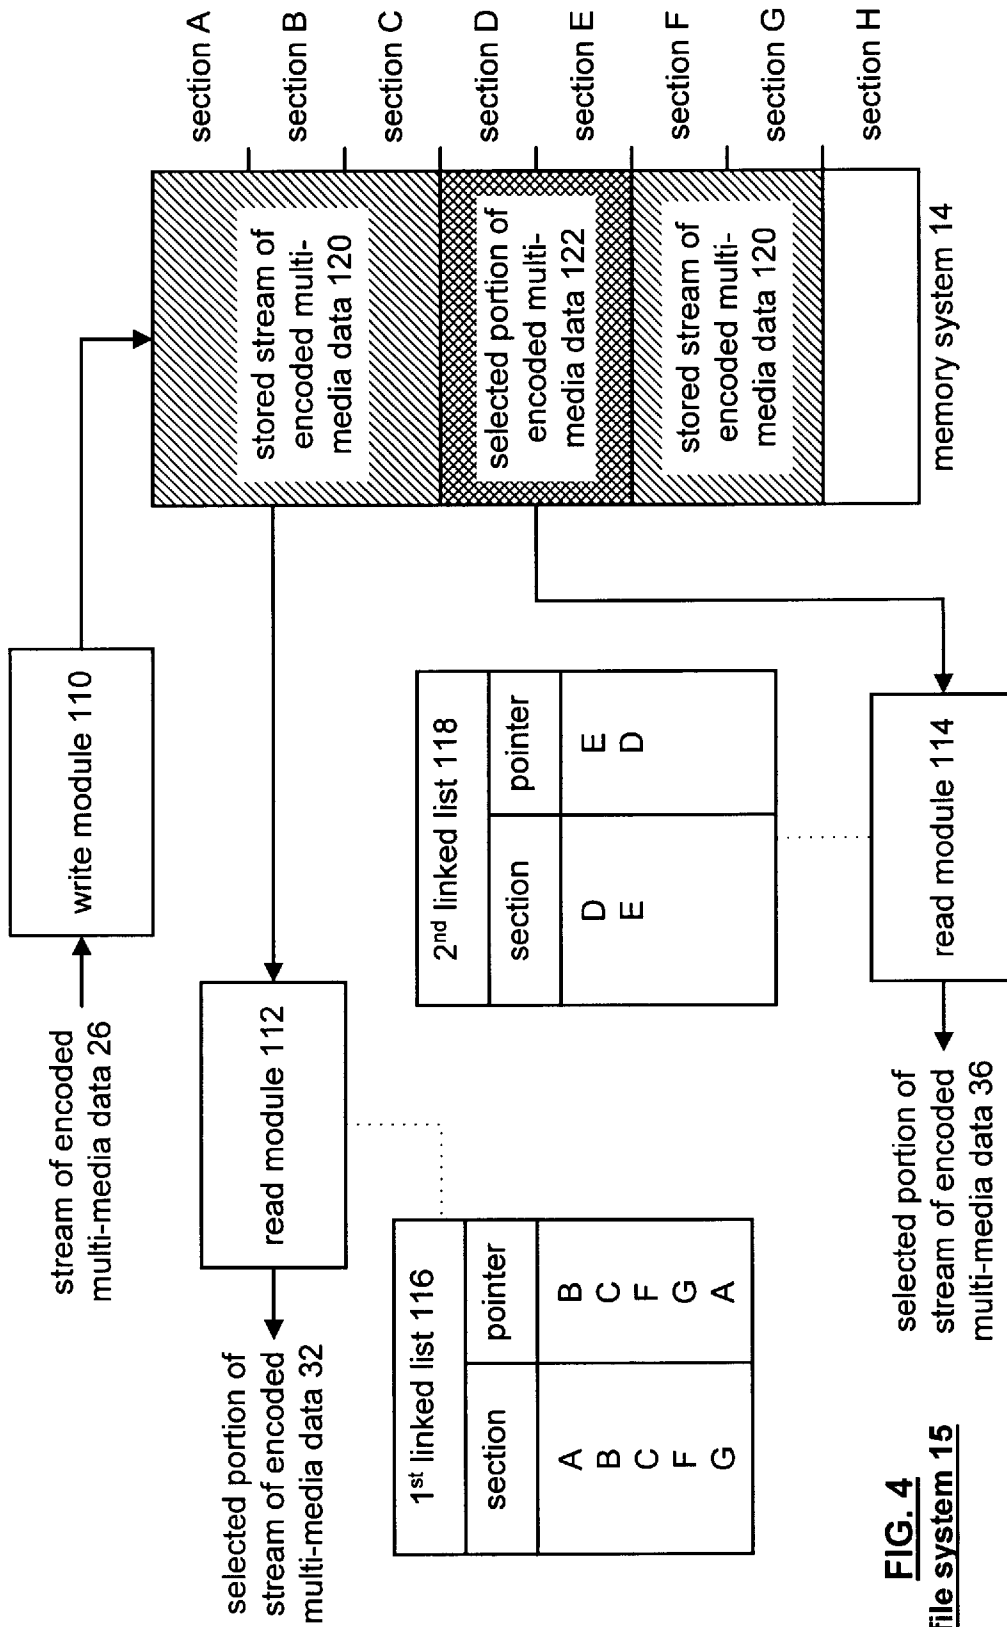 stream of encoded
multi-media data 26
write module 110
selected portion of
stream of encoded
multi-media data 32
read module 112
1st linked list 116
section
pointer
A
B
B
C
C
F
F
G
G
A
2nd linked list 118
section
pointer
D
E
E
D
stored stream of
encoded multi-
media data 120
selected portion of
encoded multi-
media data 122
stored stream of
encoded multi-
media data 120
section A
section B
section C
section D
section E
section F
section G
section H
memory system 14
selected portion of
stream of encoded
multi-media data 36
read module 114
FIG. 4
file system 15